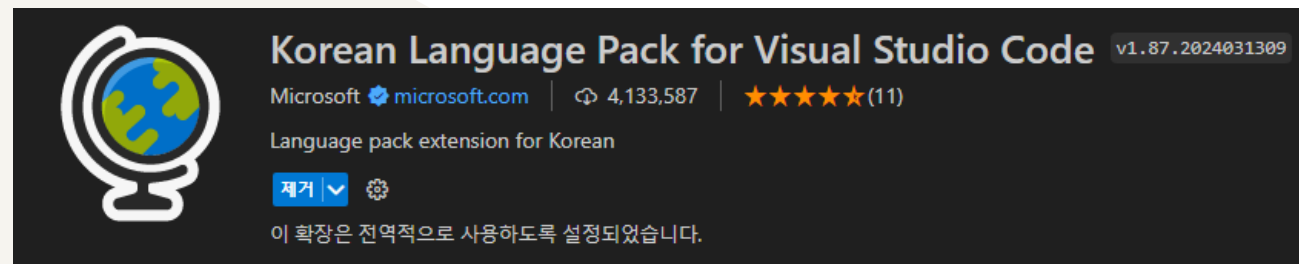 Korean Language Pack for Visual Studio Code v1.87.2024031309
Microsoft microsoft.com 4,133,587 (11)
Language pack extension for Korean
제거
이 확장은 전역적으로 사용하도록 설정되었습니다.